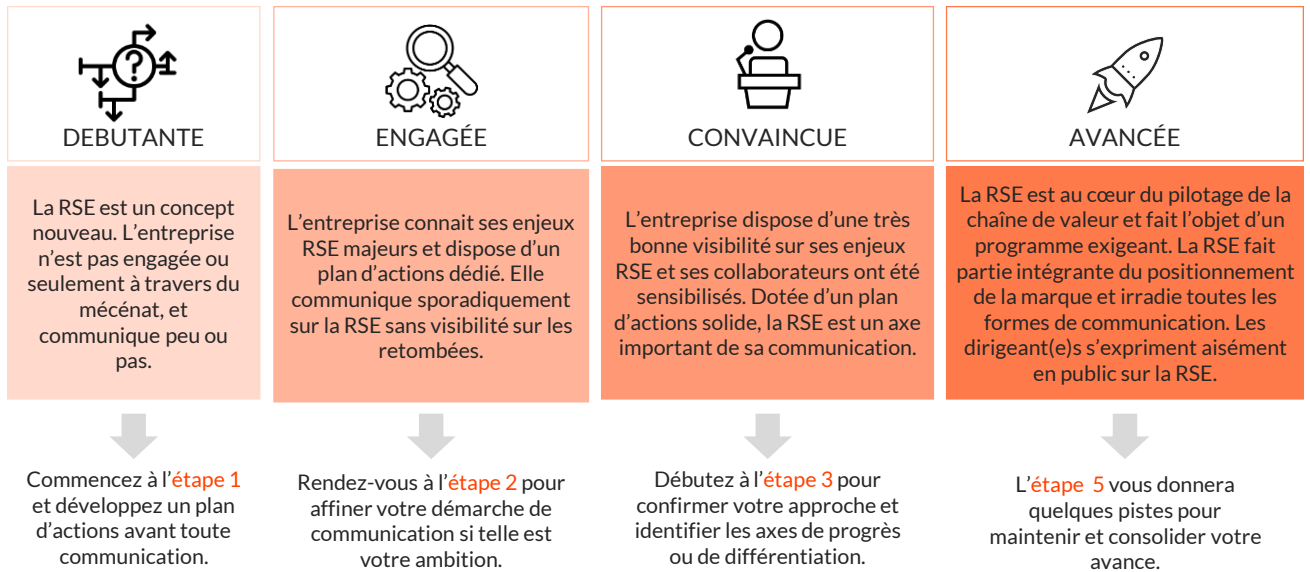 ?
DEBUTANTE
La RSE est un concept
nouveau. L'entreprise
n'est pas engagée ou
seulement à travers du
mécénat, et
communique peu ou
pas.
Commencez à l'étape 1
et développez un plan
d'actions avant toute
communication.
ENGAGÉE
L'entreprise connait ses enjeux
RSE majeurs et dispose d'un
plan d'actions dédié. Elle
communique sporadiquement
sur la RSE sans visibilité sur les
retombées.
Rendez-vous à l'étape 2 pour
affiner votre démarche de
communication si telle est
votre ambition.
CONVAINCUE
L'entreprise dispose d'une très
bonne visibilité sur ses enjeux
RSE et ses collaborateurs ont été
sensibilisés. Dotée d'un plan
d'actions solide, la RSE est un axe
important de sa communication.
Débutez à l'étape 3 pour
confirmer votre approche et
identifier les axes de progrès
ou de différentiation.
AVANCÉE
La RSE est au cœur du pilotage de la
chaîne de valeur et fait l'objet d'un
programme exigeant. La RSE fait
partie intégrante du positionnement
de la marque et irradie toutes les
formes de communication. Les
dirigeant(e)s s'expriment aisément
en public sur la RSE.
L'étape 5 vous donnera
quelques pistes pour
maintenir et consolider votre
avance.